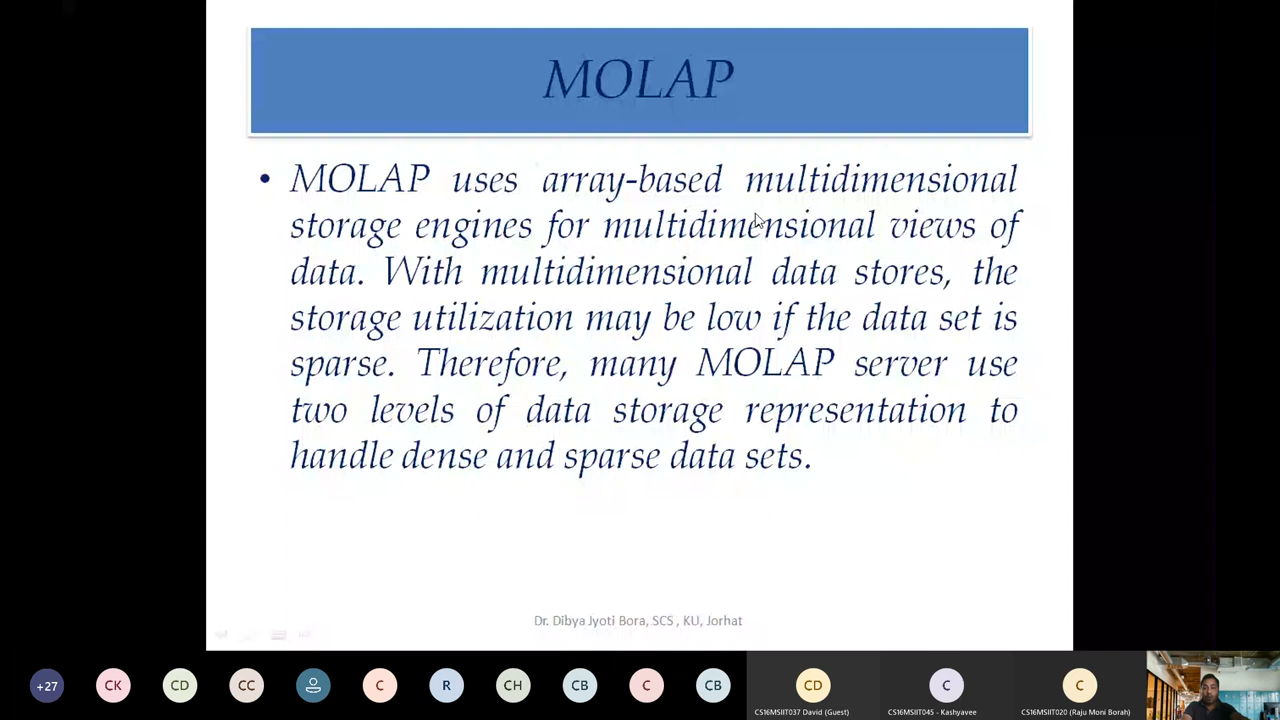 MOLAP
• MOLAP uses array-based multidimensional
storage engines for multidimensional views of
data. With multidimensional data stores, the
storage utilization may be low if the data set is
sparse. Therefore, many MOLAP server use
two levels of data storage representation to
handle dense and sparse data sets.
Dr. Dibya Jyoti Bora, SCS , KU, Jorhat
+27 CK CD CC C R CH CB C CB CD C C
CS16MSIIT037 David (Guest) CS16MSIIT045 - Kashyavee CS16MSIIT020 (Raju Moni Borah)